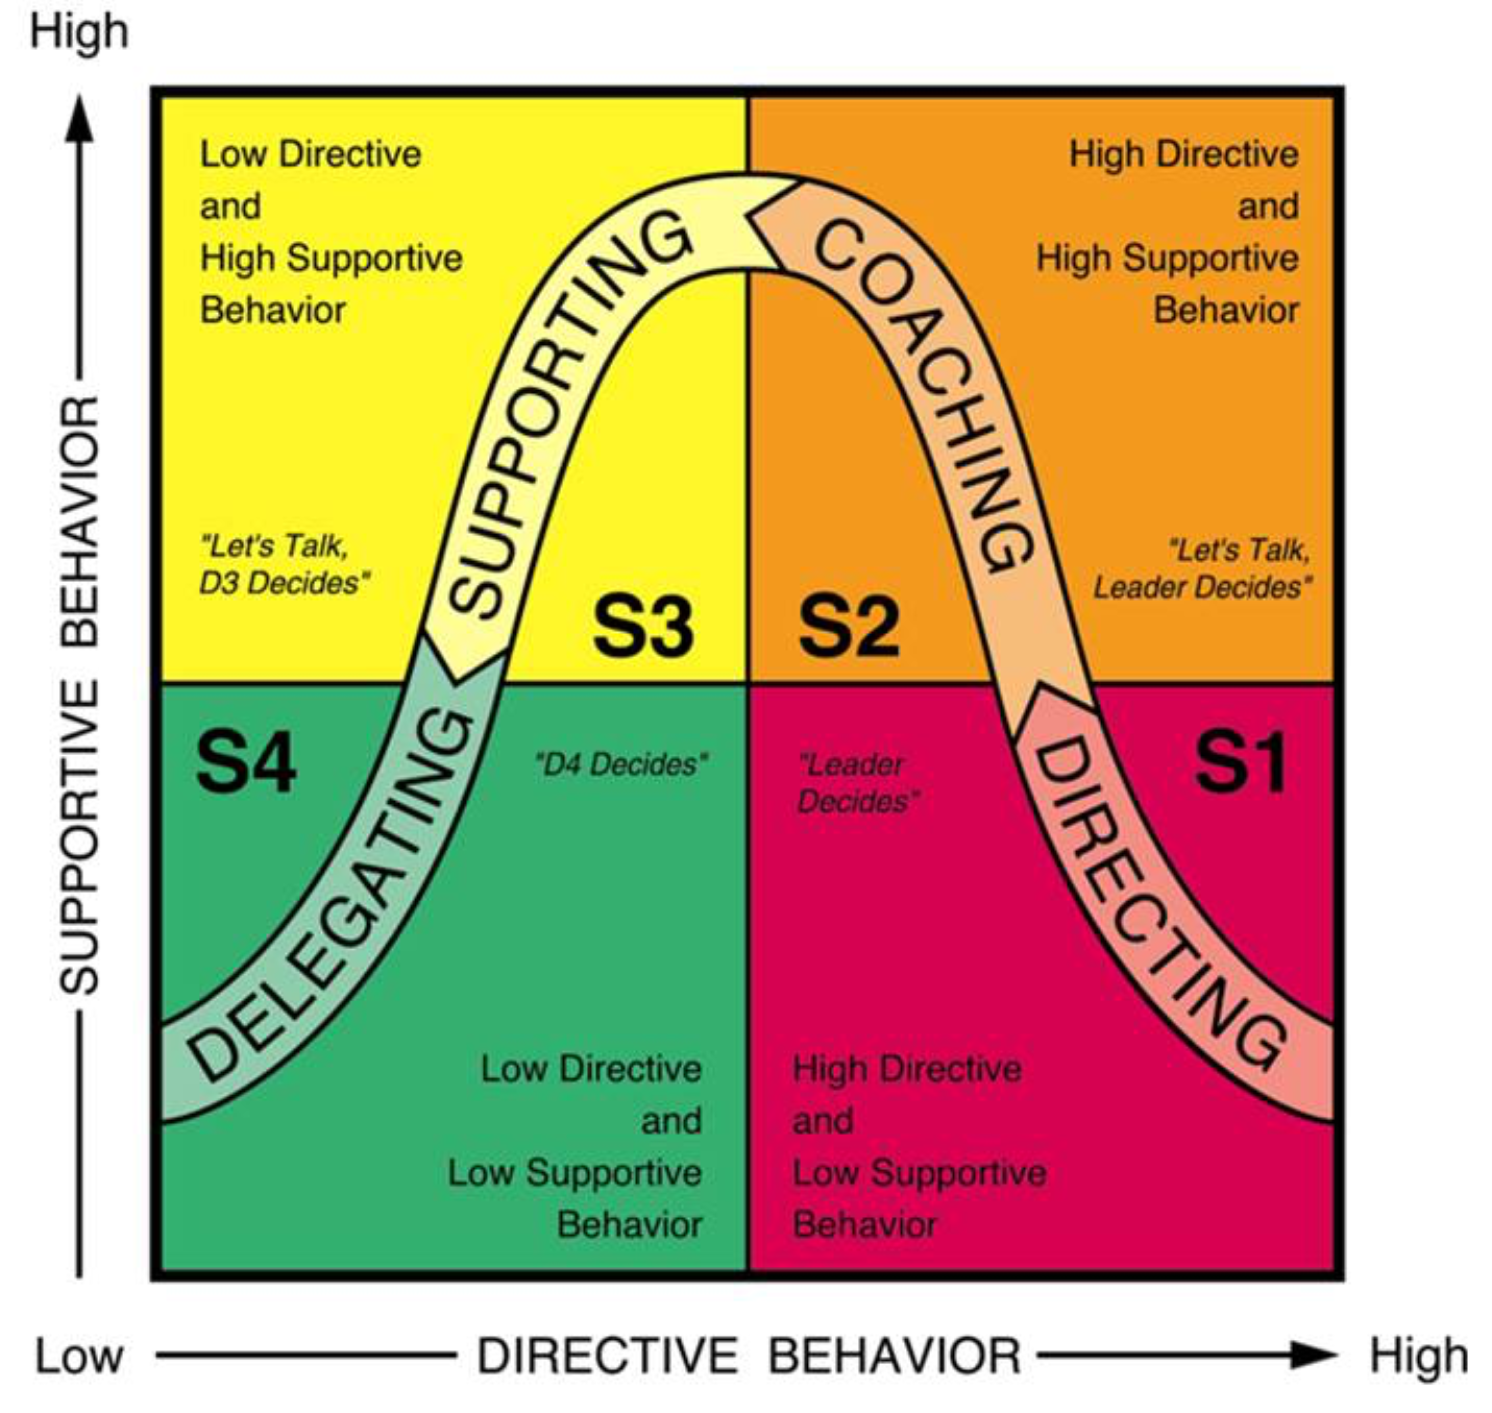 High
Low Directive
and
High Supportive
Behavior
High Directive
and
High Supportive
Behavior
SUPPORTING
COACHING
"Let's Talk,
D3 Decides"
"Let's Talk,
Leader Decides"
S3
S2
SUPPORTIVE BEHAVIOR
S4
"D4 Decides"
"Leader
Decides"
S1
DELEGATING
DIRECTING
Low Directive
and
Low Supportive
Behavior
High Directive
and
Low Supportive
Behavior
Low
DIRECTIVE BEHAVIOR
High